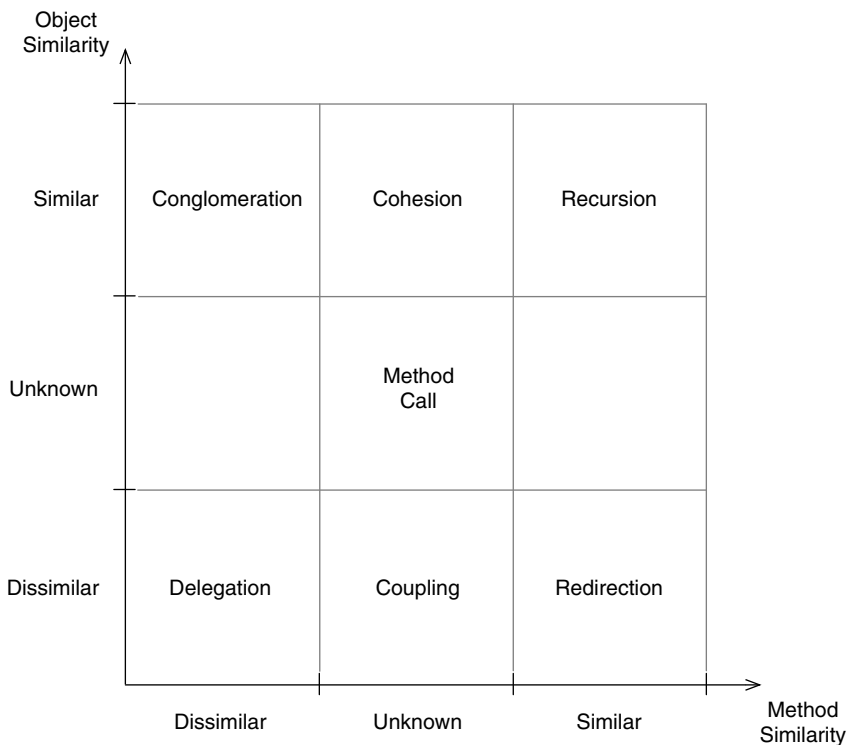 Object
Similarity
Similar
Conglomeration
Cohesion
Recursion
Unknown
Method
Call
Dissimilar
Delegation
Coupling
Redirection
Dissimilar
Unknown
Similar
Method
Similarity